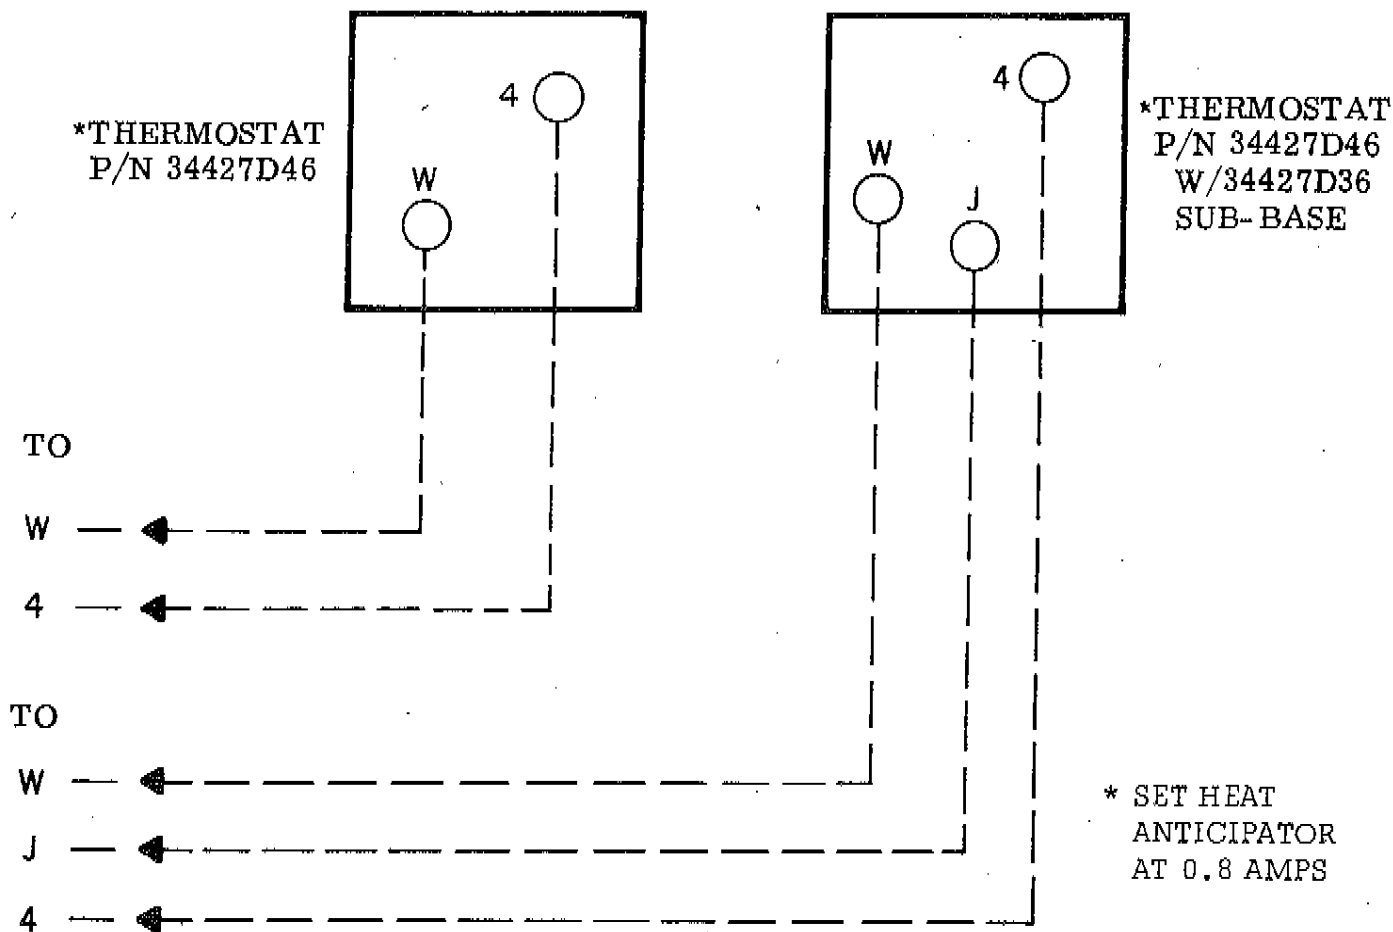 4
*THERMOSTAT
P/N 34427D46
W
4
*THERMOSTAT
P/N 34427D46
W/34427D36
SUB-BASE
W
J
TO
W
4
TO
W
J
4
* SET HEAT
ANTICIPATOR
AT 0.8 AMPS